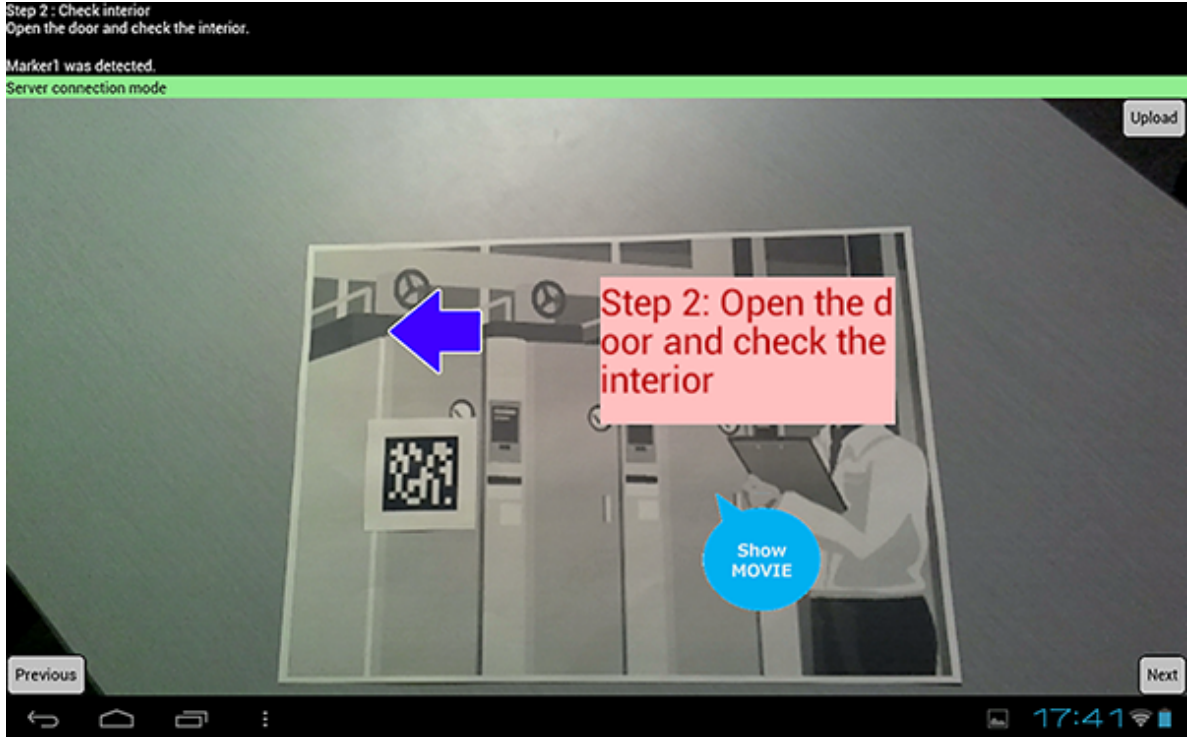 Step 2 : Check interior
Open the door and check the interior.
Marker1 was detected.
Server connection mode
Upload
Step 2: Open the d
oor and check the
interior
Show
MOVIE
Previous
Next
17:41